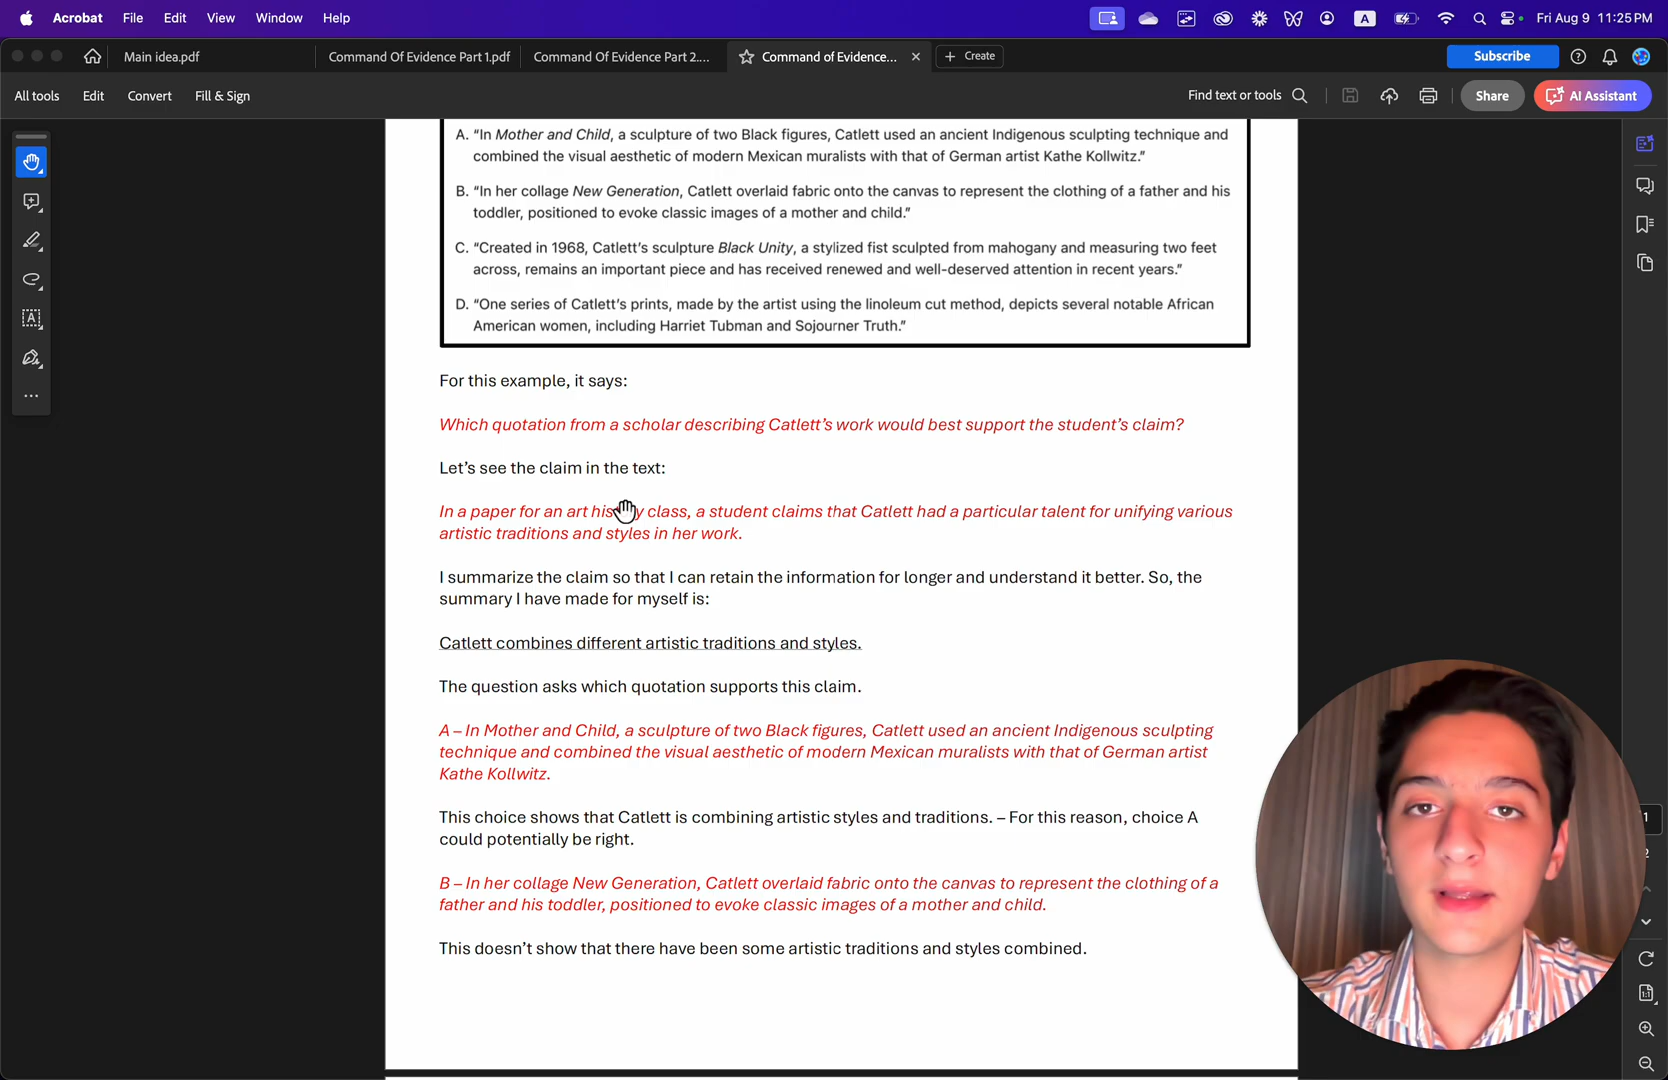 Acrobat File Edit View Window Help A Fri Aug 9 11:25 PM
Main idea.pdf Command Of Evidence Part 1.pdf Command Of Evidence Part 2.... Command of Evidence... Create Subscribe
All tools Edit Convert Fill & Sign Find text or tools Share AI Assistant
A. “In Mother and Child, a sculpture of two Black figures, Catlett used an ancient Indigenous sculpting technique and
combined the visual aesthetic of modern Mexican muralists with that of German artist Kathe Kollwitz.”
B. “In her collage New Generation, Catlett overlaid fabric onto the canvas to represent the clothing of a father and his
toddler, positioned to evoke classic images of a mother and child.”
C. “Created in 1968, Catlett’s sculpture Black Unity, a stylized fist sculpted from mahogany and measuring two feet
across, remains an important piece and has received renewed and well-deserved attention in recent years.”
D. “One series of Catlett’s prints, made by the artist using the linoleum cut method, depicts several notable African
American women, including Harriet Tubman and Sojourner Truth.”
For this example, it says:
Which quotation from a scholar describing Catlett’s work would best support the student’s claim?
Let’s see the claim in the text:
In a paper for an art his y class, a student claims that Catlett had a particular talent for unifying various
artistic traditions and styles in her work.
I summarize the claim so that I can retain the information for longer and understand it better. So, the
summary I have made for myself is:
Catlett combines different artistic traditions and styles.
The question asks which quotation supports this claim.
A – In Mother and Child, a sculpture of two Black figures, Catlett used an ancient Indigenous sculpting
technique and combined the visual aesthetic of modern Mexican muralists with that of German artist
Kathe Kollwitz.
This choice shows that Catlett is combining artistic styles and traditions. – For this reason, choice A
could potentially be right.
1
2
B – In her collage New Generation, Catlett overlaid fabric onto the canvas to represent the clothing of a
father and his toddler, positioned to evoke classic images of a mother and child.
This doesn’t show that there have been some artistic traditions and styles combined.
1:1